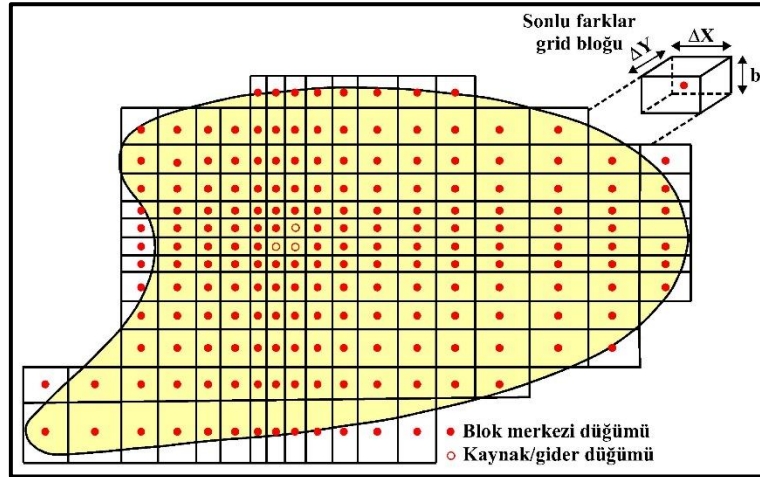 Sonlu farklar
grid bloğu
ΔY
ΔX
b
Blok merkezi düğümü
Kaynak/gider düğümü